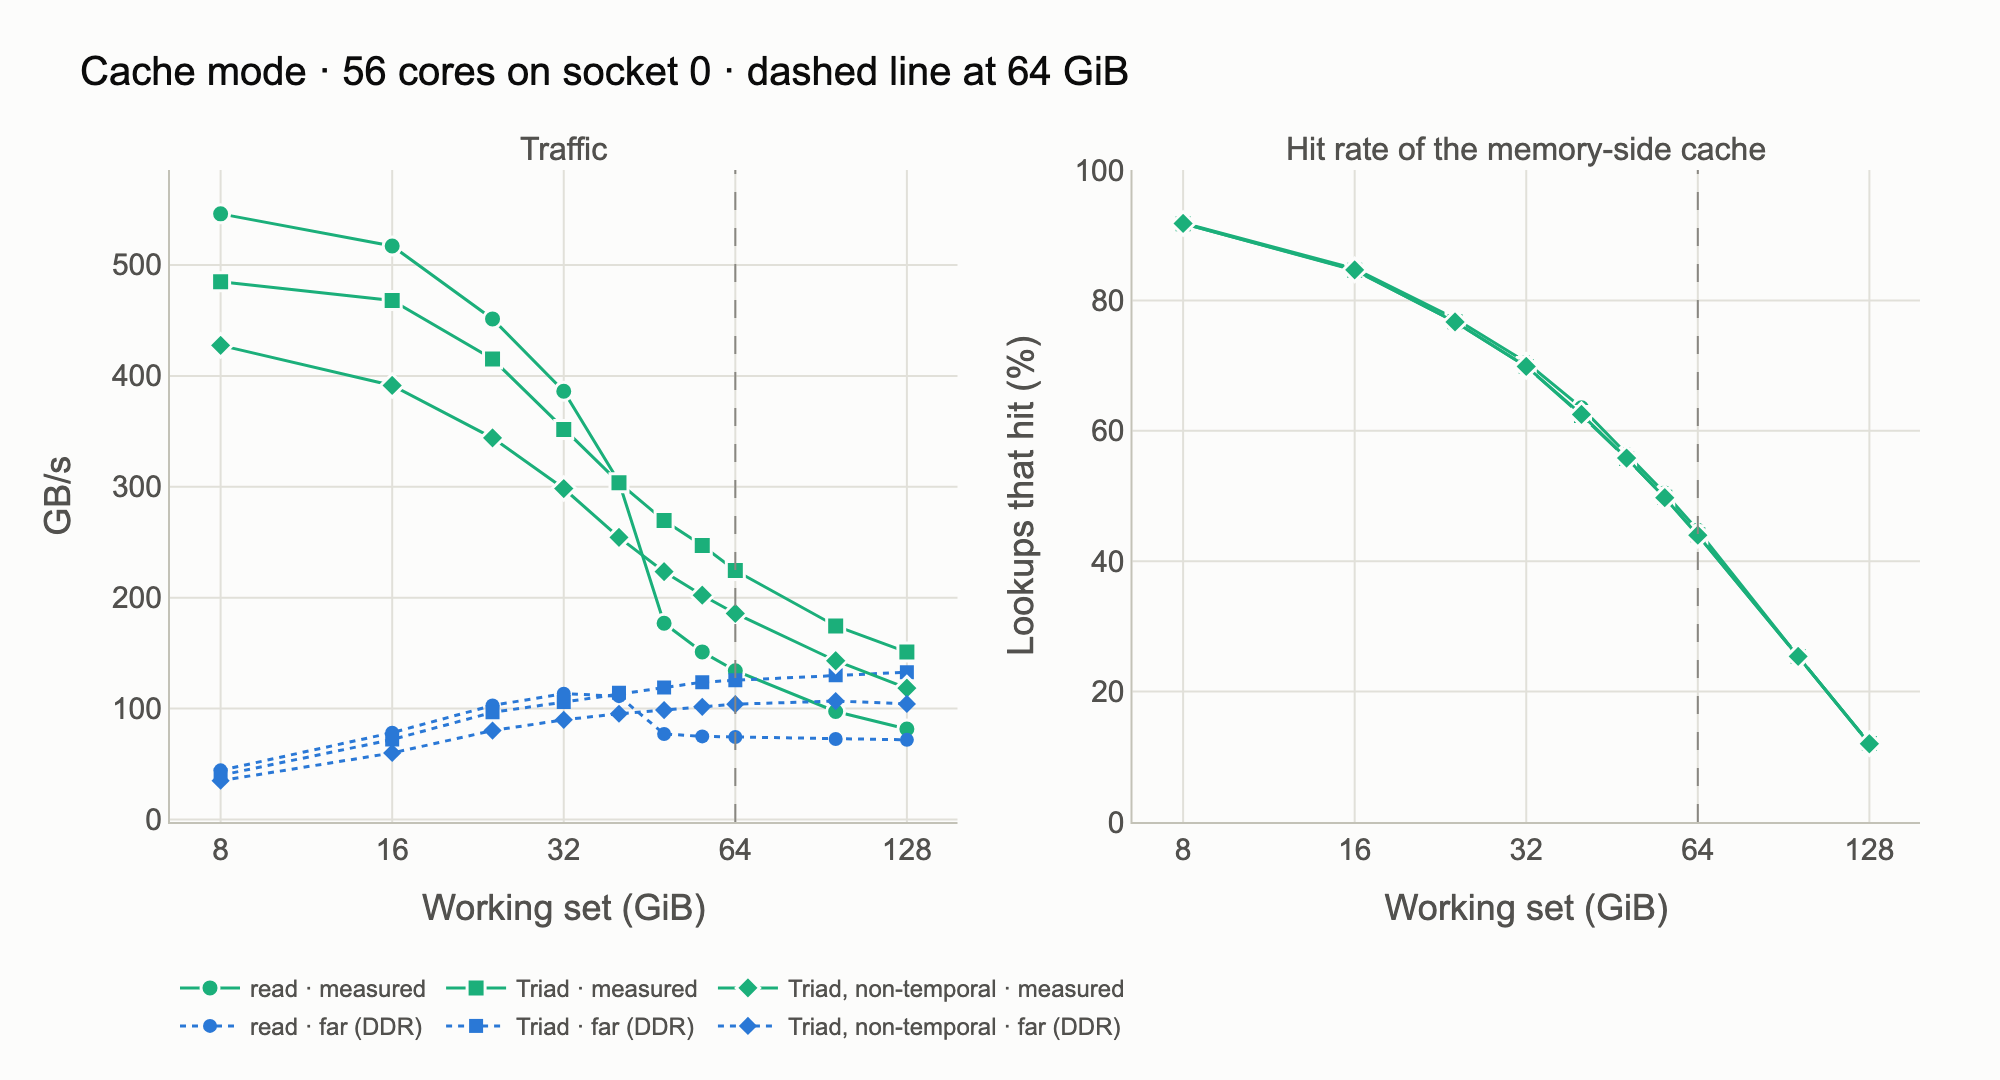 Cache mode · 56 cores on socket 0 · dashed line at 64 GiB
Traffic
GB/s
500
400
300
200
100
0
8 16 32 64 128
Working set (GiB)
Hit rate of the memory-side cache
Lookups that hit (%)
100
80
60
40
20
0
8 16 32 64 128
Working set (GiB)
read · measured Triad · measured Triad, non-temporal · measured
read · far (DDR) Triad · far (DDR) Triad, non-temporal · far (DDR)